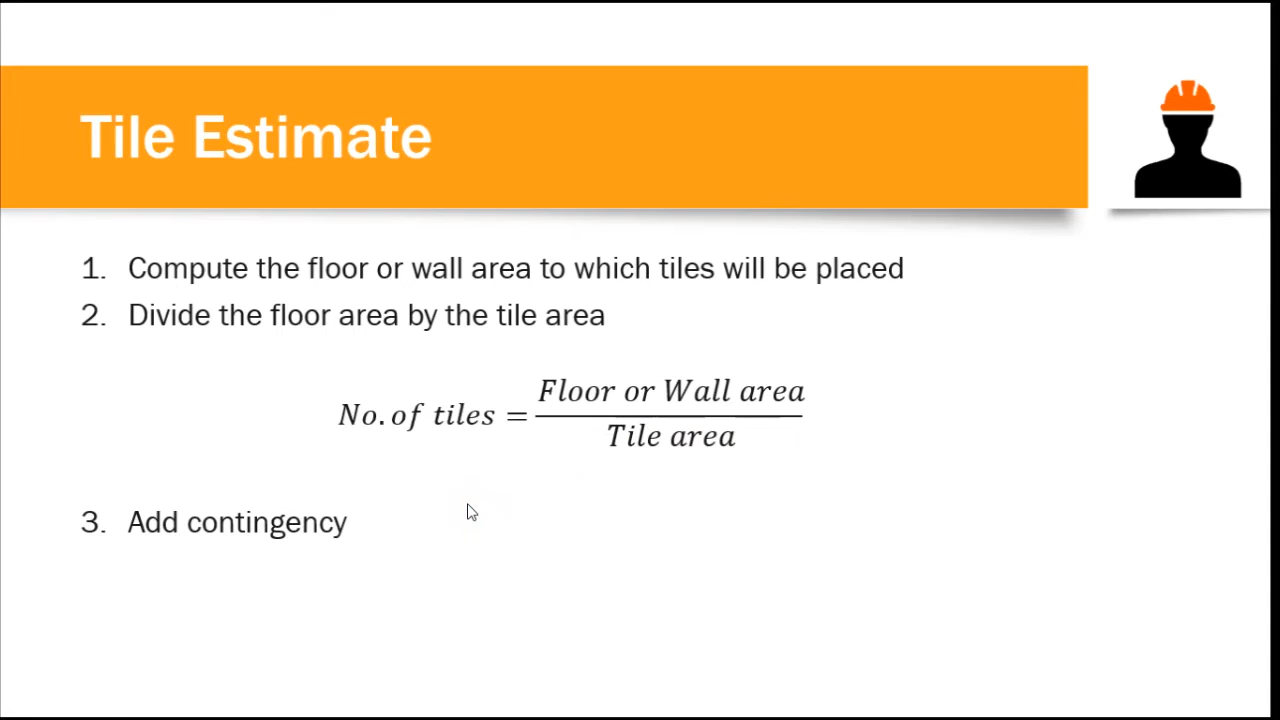 Tile Estimate
1. Compute the floor or wall area to which tiles will be placed
2. Divide the floor area by the tile area
No. of tiles = Floor or Wall area / Tile area
3. Add contingency